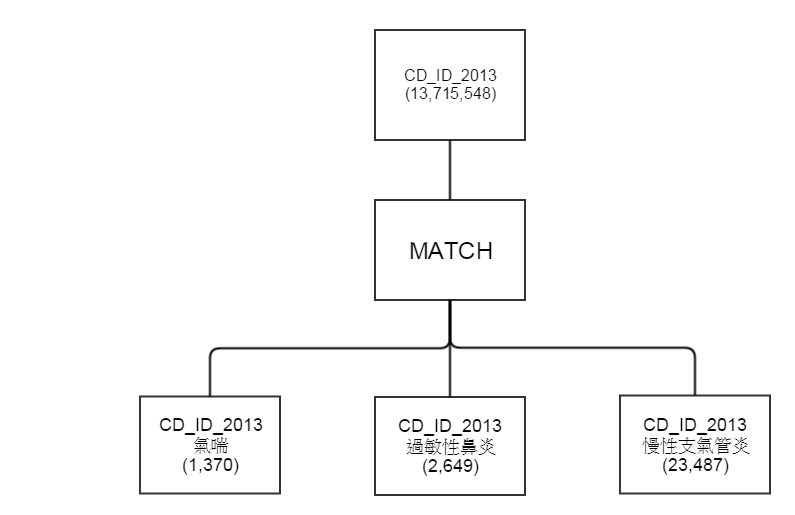 CD_ID_2013
(13,715,548)
MATCH
CD_ID_2013
氣喘
(1,370)
CD_ID_2013
過敏性鼻炎
(2,649)
CD_ID_2013
慢性支氣管炎
(23,487)